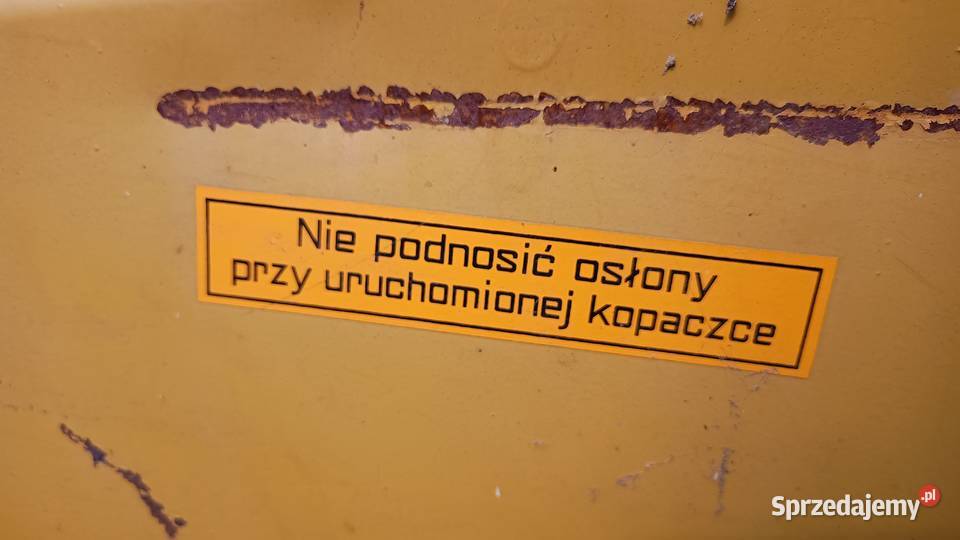 Nie podnosić osłony
przy uruchomionej kopaczce
Sprzedajemy.pl